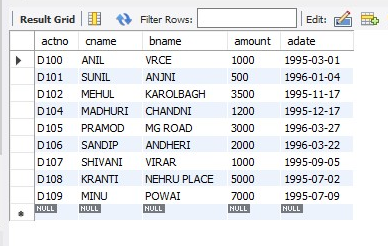 Result Grid Filter Rows: Edit:
actno cname bname amount adate
D100 ANIL VRCE 1000 1995-03-01
D101 SUNIL ANJNI 500 1996-01-04
D102 MEHUL KAROLBAGH 3500 1995-11-17
D104 MADHURI CHANDNI 1200 1995-12-17
D105 PRAMOD MG ROAD 3000 1996-03-27
D106 SANDIP ANDHERI 2000 1996-03-22
D107 SHIVANI VIRAR 1000 1995-09-05
D108 KRANTI NEHRU PLACE 5000 1995-07-02
D109 MINU POWAI 7000 1995-07-09
NULL NULL NULL NULL NULL